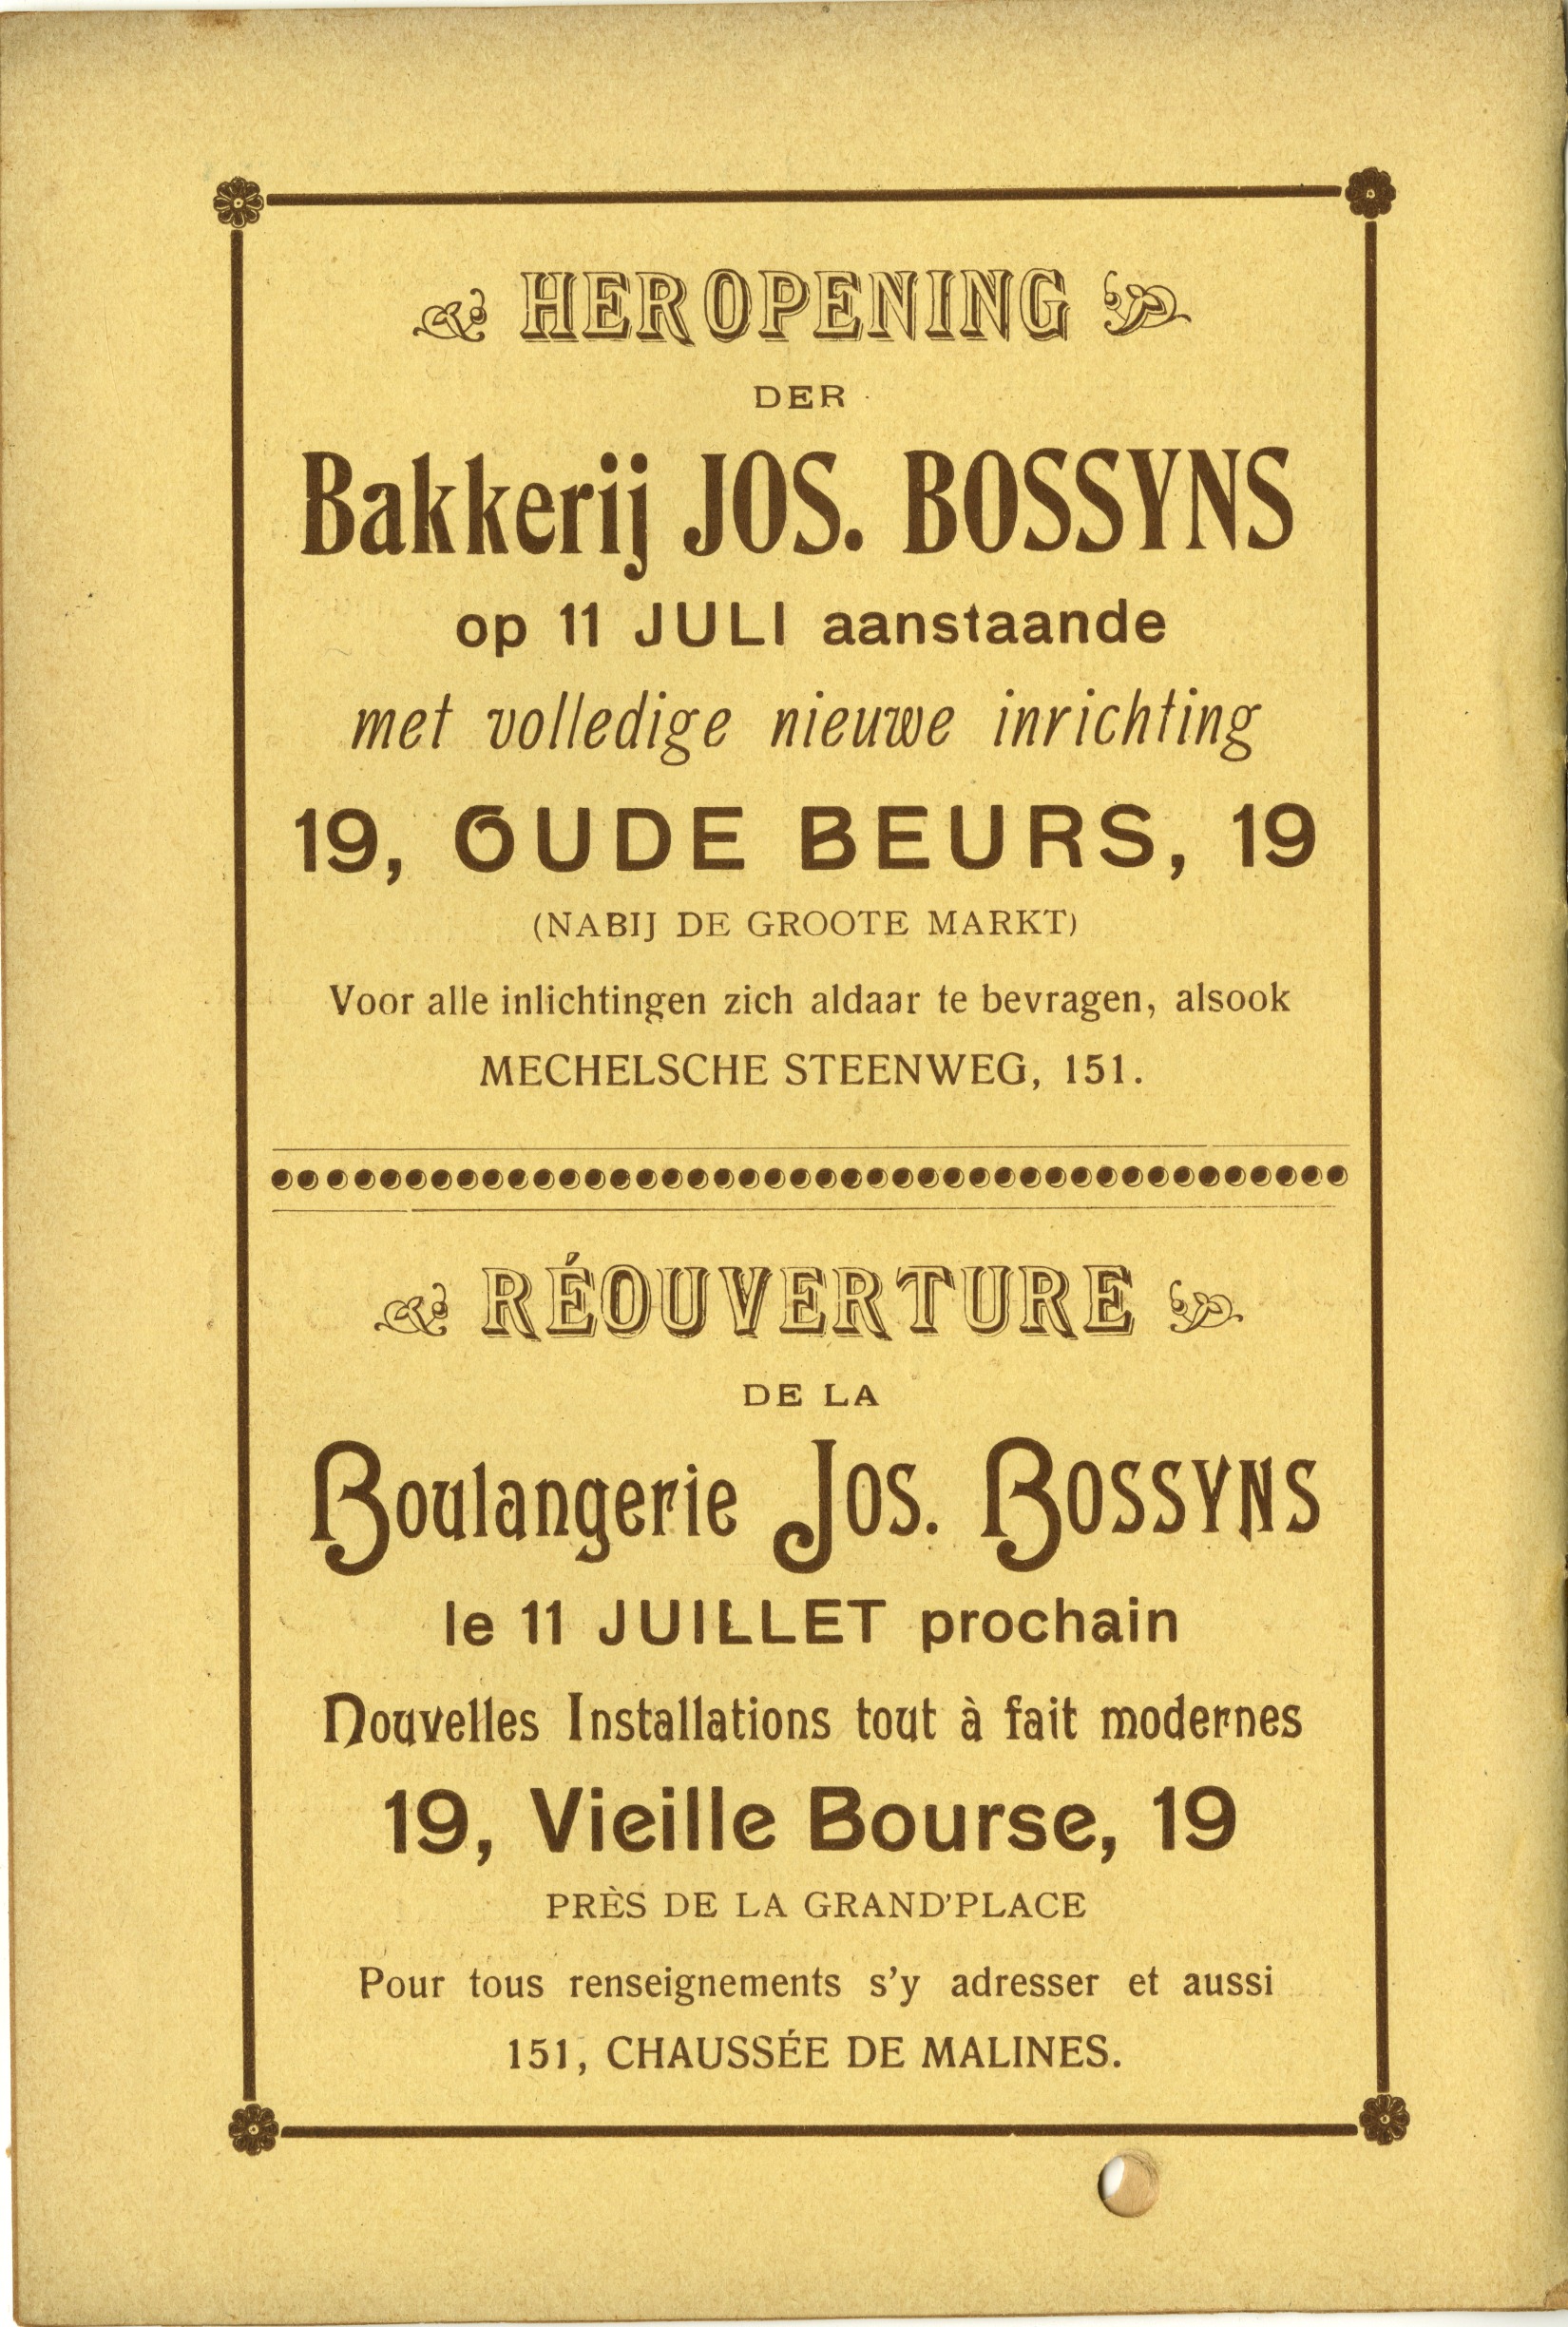 HEROPENING
DER
Bakkerij JOS. BOSSYNS
op 11 JULI aanstaande
met volledige nieuwe inrichting
19, OUDE BEURS, 19
(NABIJ DE GROOTE MARKT)
Voor alle inlichtingen zich aldaar te bevragen, alsook
MECHELSCHE STEENWEG, 151.
RÉOUVERTURE
DE LA
Boulangerie Jos. Bossyns
le 11 JUILLET prochain
Nouvelles Installations tout à fait modernes
19, Vieille Bourse, 19
PRÈS DE LA GRAND'PLACE
Pour tous renseignements s'y adresser et aussi
151, CHAUSSÉE DE MALINES.